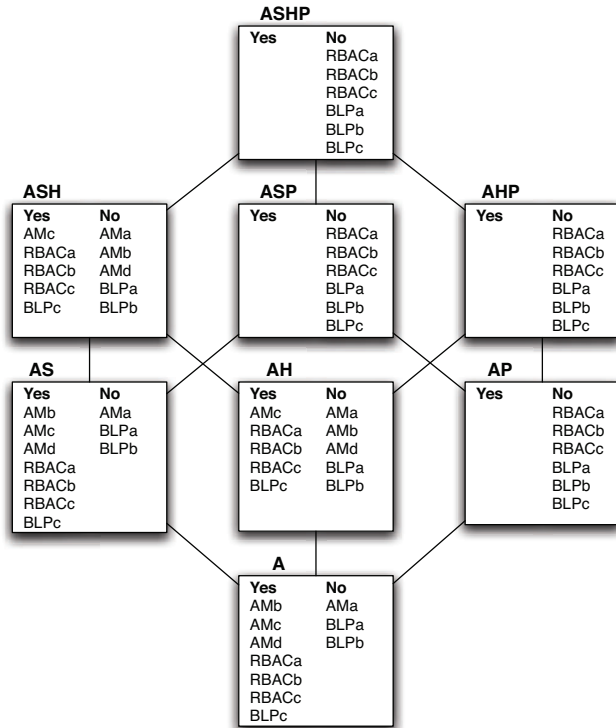 ASHP
Yes No
RBACa
RBACb
RBACc
BLPa
BLPb
BLPc
ASH
Yes No
AMc AMa
RBACa AMb
RBACb AMd
RBACc BLPa
BLPc BLPb
ASP
Yes No
RBACa
RBACb
RBACc
BLPa
BLPb
BLPc
AHP
Yes No
RBACa
RBACb
RBACc
BLPa
BLPb
BLPc
AS
Yes No
AMb AMa
AMc BLPa
AMd BLPb
RBACa
RBACb
RBACc
BLPc
AH
Yes No
AMc AMa
RBACa AMb
RBACb AMD
RBACc BLPa
BLPc BLPb
AP
Yes No
RBACa
RBACb
RBACc
BLPa
BLPb
BLPc
A
Yes No
AMb AMa
AMc BLPa
AMd BLPb
RBACa
RBACb
RBACc
BLPc